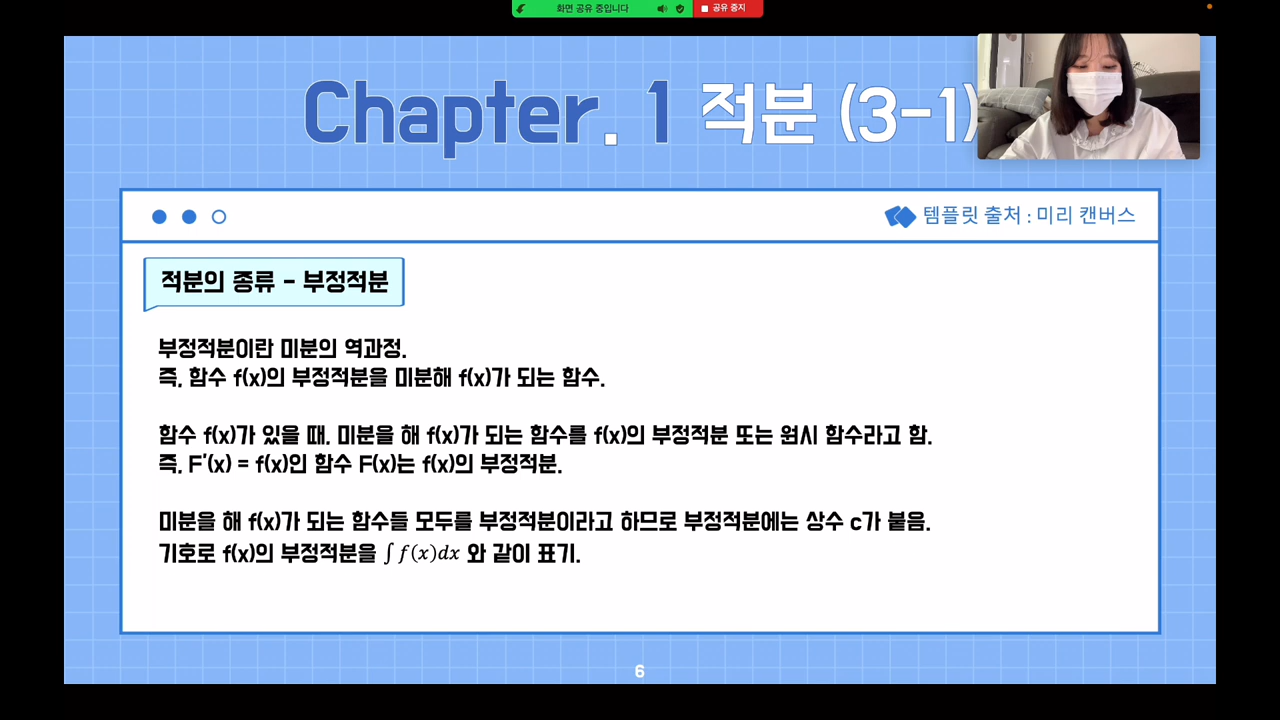 화면 공유 중입니다
공유 중지
Chapter. 1 적분 (3-1)
템플릿 출처 : 미리 캔버스
적분의 종류 - 부정적분
부정적분이란 미분의 역과정.
즉, 함수 f(x)의 부정적분을 미분해 f(x)가 되는 함수.
함수 f(x)가 있을 때, 미분을 해 f(x)가 되는 함수를 f(x)의 부정적분 또는 원시 함수라고 함.
즉, F'(x) = f(x)인 함수 F(x)는 f(x)의 부정적분.
미분을 해 f(x)가 되는 함수들 모두를 부정적분이라고 하므로 부정적분에는 상수 c가 붙음.
기호로 f(x)의 부정적분을 ∫f(x)dx 와 같이 표기.
6